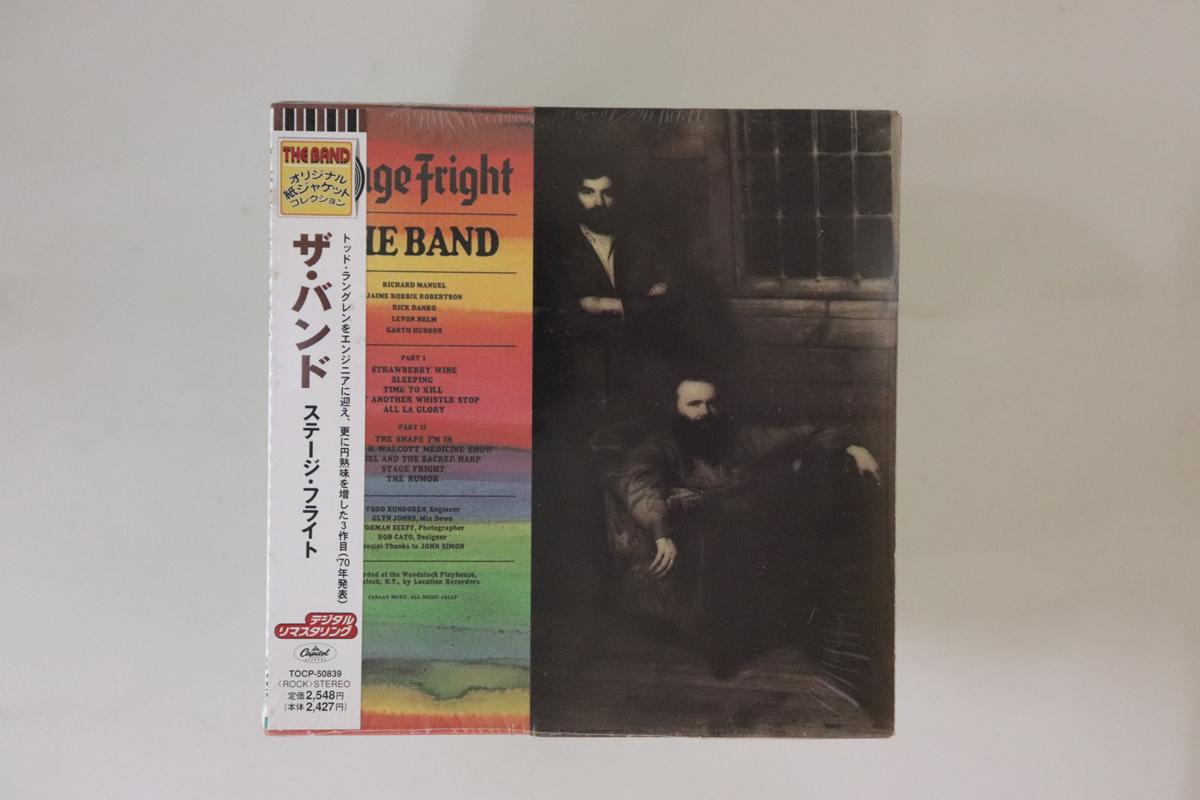 THE BAND
オリジナル
紙ジャケット
コレクション
ザ・バンド
ステージ・フライト
トッド・ラングレンをエンジニアに迎え、更に円熟味を増した3作目('70年発表)
デジタル
リマスタリング
Capitol
RECORDS
TOCP-50839
〈ROCK〉STEREO
定価2,548円
(本体2,427円)
age Fright
HE BAND
RICHARD MANUEL
JAIME ROBBIE ROBERTSON
RICK DANKO
LEVON HELM
GARTH HUDSON
PART I
STRAWBERRY WINE
SLEEPING
TIME TO KILL
T ANOTHER WHISTLE STOP
ALL LA GLORY
PART II
THE SHAPE I'M IN
S. WALCOTT MEDICINE SHOW
IEL AND THE SACRED HARP
STAGE FRIGHT
THE RUMOR
TODD RUNDGREN, Engineer
GLYN JOHNS, Mix Down
ORMAN SEEFF, Photographer
BOB CATO, Designer
ecial Thanks to JOHN SIMON
rded at the Woodstock Playhouse,
stock, N.Y., by Location Recorders
CANAAN MUSIC, ALL MUSIC ASCAP